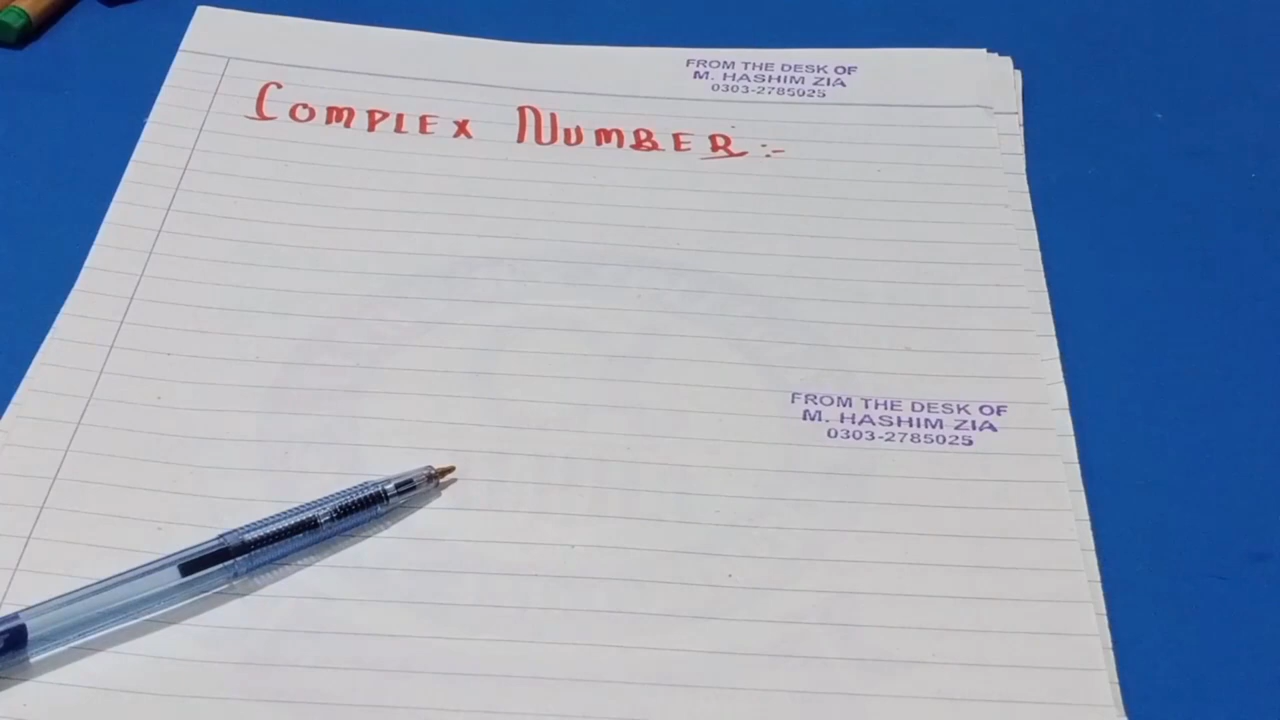 FROM THE DESK OF
M. HASHIM ZIA
0303-2785025
COMPLEX NUMBER:-
FROM THE DESK OF
M. HASHIM ZIA
0303-2785025